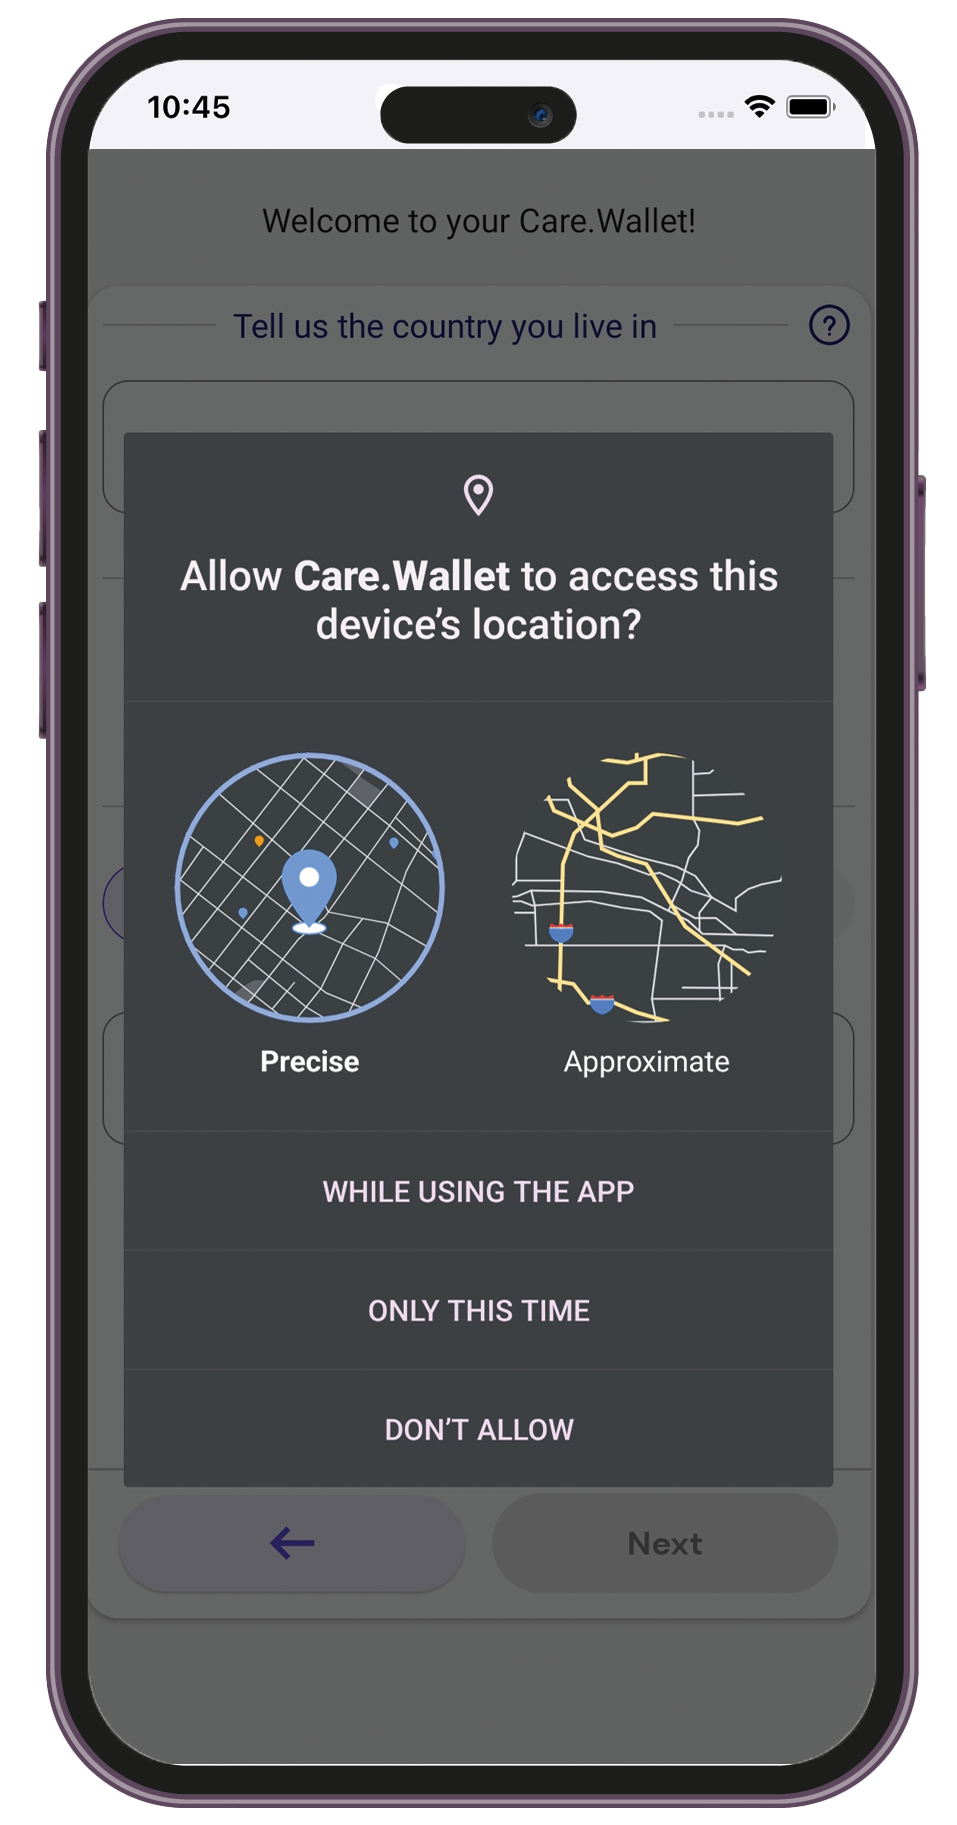 10:45
Welcome to your Care.Wallet!
Tell us the country you live in
?
Allow Care.Wallet to access this
device’s location?
Precise
Approximate
WHILE USING THE APP
ONLY THIS TIME
DON’T ALLOW
Next